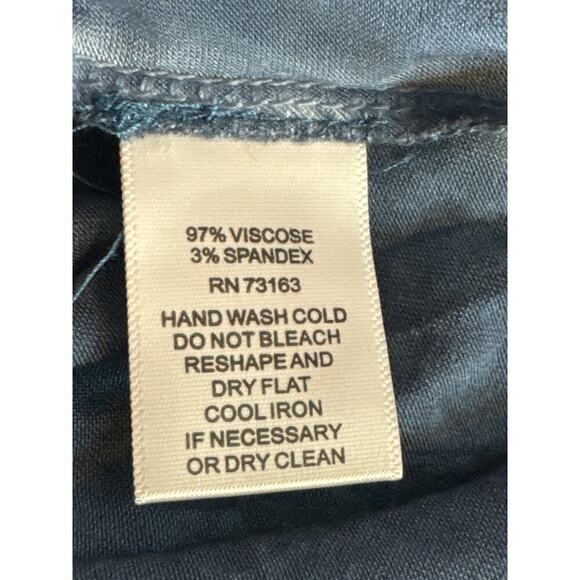 97% VISCOSE
3% SPANDEX
RN 73163
HAND WASH COLD
DO NOT BLEACH
RESHAPE AND
DRY FLAT
COOL IRON
IF NECESSARY
OR DRY CLEAN